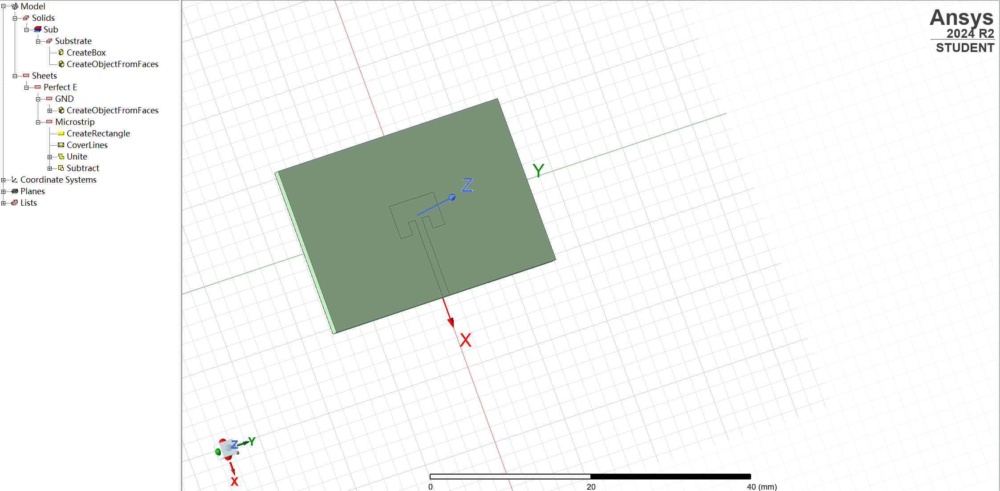 Model
Solids
Sub
Substrate
CreateBox
CreateObjectFromFaces
Sheets
Perfect E
GND
CreateObjectFromFaces
Microstrip
CreateRectangle
CoverLines
Unite
Subtract
Coordinate Systems
Planes
Lists
Ansys
2024 R2
STUDENT
Y
Z
X
Z
Y
X
0 20 40 (mm)